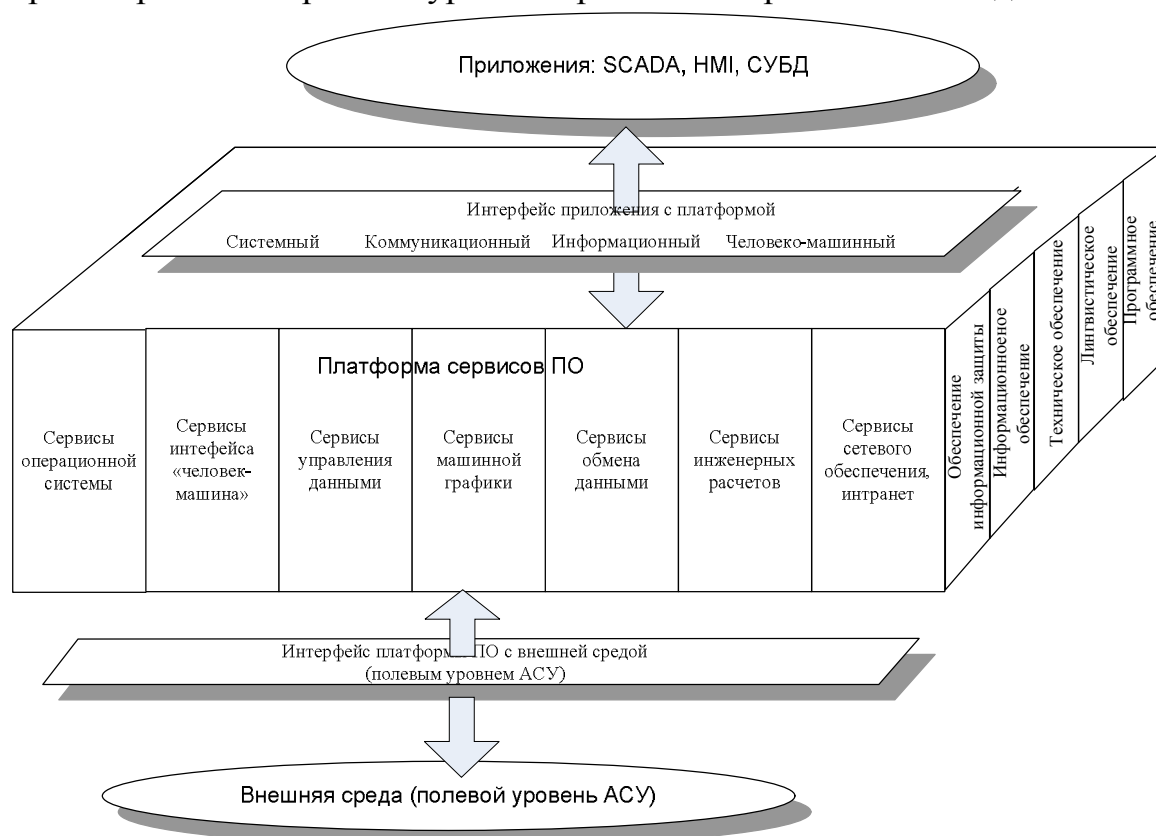 Приложения: SCADA, HMI, СУБД
Интерфейс приложения с платформой
Системный Коммуникационный Информационный Человеко-машинный
Платформа сервисов ПО
Сервисы
операционной
системы
Сервисы
интефейса
«человек-
машина»
Сервисы
управления
данными
Сервисы
машинной
графики
Сервисы
обмена
данными
Сервисы
инженерных
расчетов
Сервисы
сетевого
обеспечения,
интранет
Обеспечение
информационной защиты
Информационноеное
обеспечение
Техническое обеспечение
Лингвистическое
обеспечение
Программное
обеспечение
Интерфейс платформы ПО с внешней средой
(полевым уровнем АСУ)
Внешняя среда (полевой уровень АСУ)